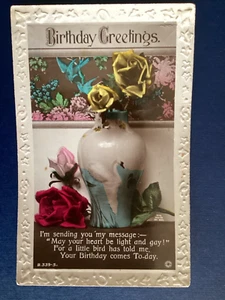 Birthday Greetings.
I'm sending you my message:—
"May your heart be light and gay!"
For a little bird has told me,
Your Birthday comes To-day.